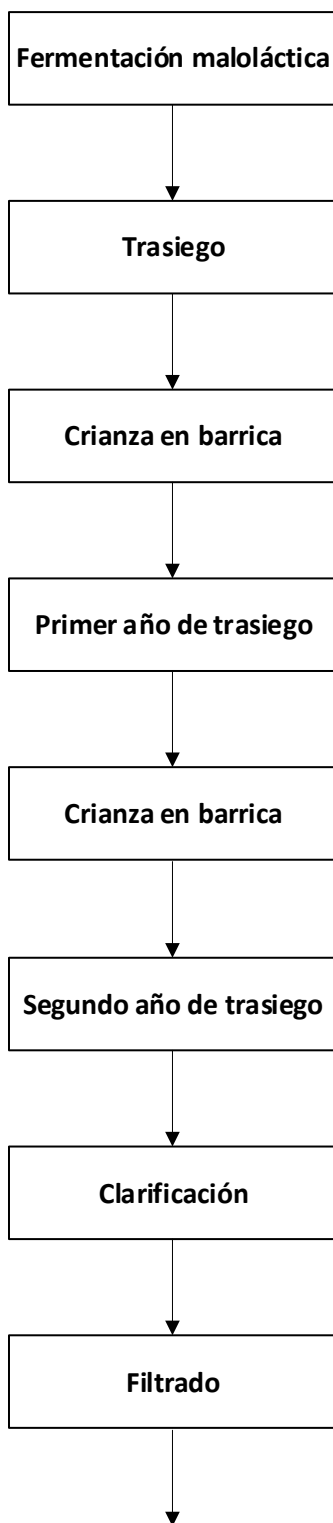 Fermentación maloláctica
Trasiego
Crianza en barrica
Primer año de trasiego
Crianza en barrica
Segundo año de trasiego
Clarificación
Filtrado